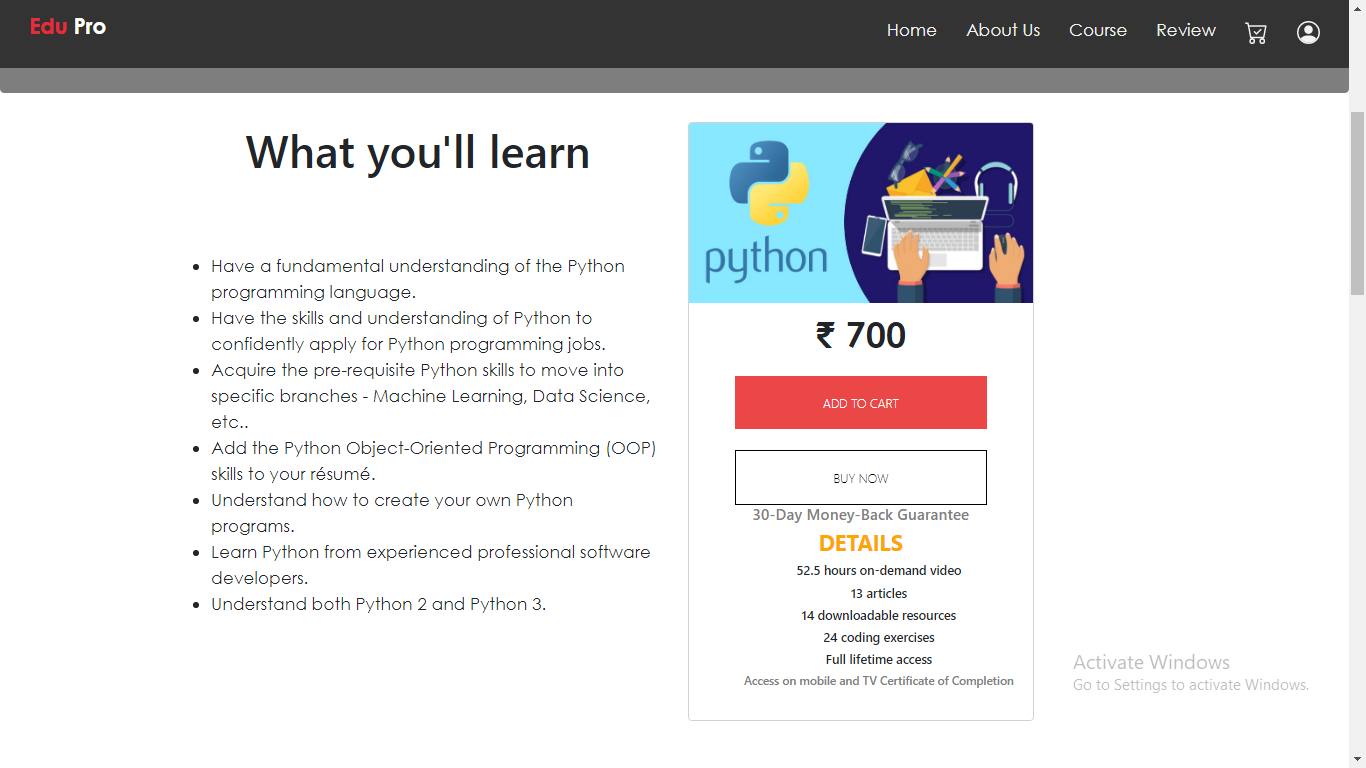 Edu Pro
Home
About Us
Course
Review
What you'll learn
Have a fundamental understanding of the Python
programming language.
Have the skills and understanding of Python to
confidently apply for Python programming jobs.
Acquire the pre-requisite Python skills to move into
specific branches - Machine Learning, Data Science,
etc..
Add the Python Object-Oriented Programming (OOP)
skills to your résumé.
Understand how to create your own Python
programs.
Learn Python from experienced professional software
developers.
Understand both Python 2 and Python 3.
python
₹ 700
ADD TO CART
BUY NOW
30-Day Money-Back Guarantee
DETAILS
52.5 hours on-demand video
13 articles
14 downloadable resources
24 coding exercises
Full lifetime access
Access on mobile and TV Certificate of Completion
Activate Windows
Go to Settings to activate Windows.